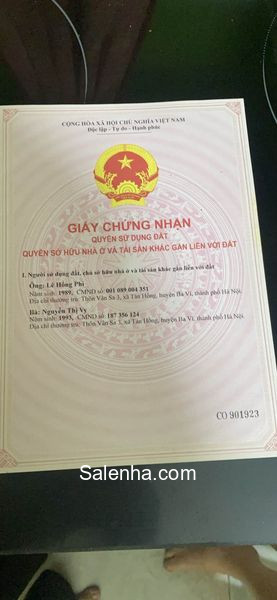 CỘNG HÒA XÃ HỘI CHỦ NGHĨA VIỆT NAM
Độc lập - Tự do - Hạnh phúc
GIẤY CHỨNG NHẬN
QUYỀN SỬ DỤNG ĐẤT
QUYỀN SỞ HỮU NHÀ Ở VÀ TÀI SẢN KHÁC GẮN LIỀN VỚI ĐẤT
I. Người sử dụng đất, chủ sở hữu nhà ở và tài sản khác gắn liền với đất
Ông: Lê Hồng Phi
Năm sinh: 1989, CMND số: 001 089 004 351
Địa chỉ thường trú: Thôn Vân Sa 3, xã Tản Hồng, huyện Ba Vì, thành phố Hà Nội.
Bà: Nguyễn Thị Vy
Năm sinh: 1993, CMND số: 187 356 124
Địa chỉ thường trú: Thôn Vân Sa 3, xã Tản Hồng, huyện Ba Vì, thành phố Hà Nội.
CO 901923
Salenha.com